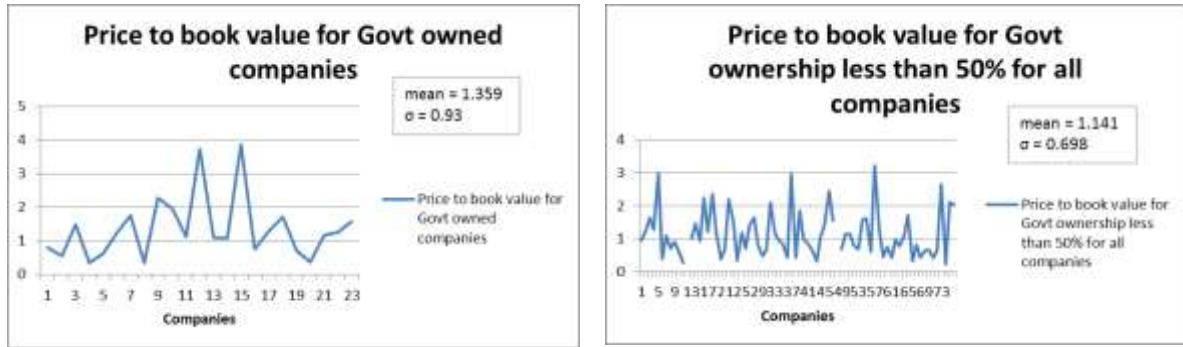 Price to book value for Govt owned
companies
mean = 1.359
σ = 0.93
5
4
3
2
1
0
1 3 5 7 9 11 13 15 17 19 21 23
Companies
Price to book value for
Govt owned
companies
Price to book value for Govt
ownership less than 50% for all
companies
mean = 1.141
σ = 0.698
4
3
2
1
0
1 5 9 13172125293337414549535761656973
Companies
Price to book value for
Govt ownership less
than 50% for all
companies